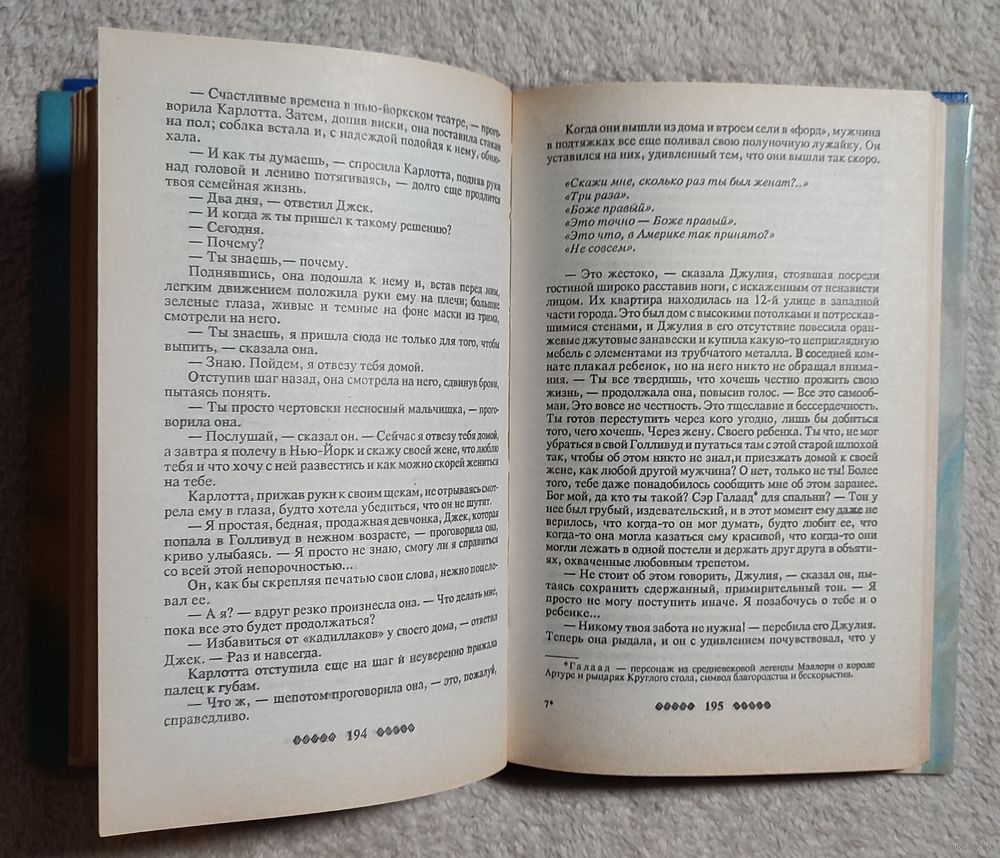 — Счастливые времена в нью-йоркском театре, — прого-
ворила Карлотта. Затем, допив виски, она поставила стакан
на пол; собака встала и, с надеждой подойдя к нему, обню-
хала.
— И как ты думаешь, — спросила Карлотта, подняв руки
над головой и лениво потягиваясь, — долго еще продлится
твоя семейная жизнь.
— Два дня, — ответил Джек.
— И когда ж ты пришел к такому решению?
— Сегодня.
— Почему?
— Ты знаешь,— почему.
Поднявшись, она подошла к нему и, встав перед ним,
легким движением положила руки ему на плечи; большие
зеленые глаза, живые и темные на фоне маски из грима,
смотрели на него.
— Ты знаешь, я пришла сюда не только для того, чтобы
выпить, — сказала она.
— Знаю. Пойдем, я отвезу тебя домой.
Отступив шаг назад, она смотрела на него, сдвинув брови,
пытаясь понять.
— Ты просто чертовски несносный мальчишка, — прого-
ворила она.
— Послушай, — сказал он. — Сейчас я отвезу тебя домой,
а завтра я полечу в Нью-Йорк и скажу своей жене, что люблю
тебя и что хочу с ней развестись и как можно скорей жениться
на тебе.
Карлотта, прижав руки к своим щекам, не отрываясь смот-
рела ему в глаза, будто хотела убедиться, что он не шутит.
— Я простая, бедная, продажная девчонка, Джек, которая
попала в Голливуд в нежном возрасте, — проговорила она,
криво улыбаясь. — Я просто не знаю, смогу ли я справиться
со всей этой непорочностью...
Он, как бы скрепляя печатью свои слова, нежно поцело-
вал ее.
— А я? — вдруг резко произнесла она. — Что делать мне,
пока все это будет продолжаться?
— Избавиться от «кадиллаков» у своего дома, — ответил
Джек. — Раз и навсегда.
Карлотта отступила еще на шаг и неуверенно прижала
палец к губам.
— Что ж, — шепотом проговорила она, — это, пожалуй,
справедливо.
194
Когда они вышли из дома и втроем сели в «форд», мужчина
в подтяжках все еще поливал свою полуночную лужайку. Он
уставился на них, удивленный тем, что они вышли так скоро.
«Скажи мне, сколько раз ты был женат?..»
«Три раза».
«Боже правый».
«Это точно — Боже правый».
«Это что, в Америке так принято?»
«Не совсем».
— Это жестоко, — сказала Джулия, стоявшая посреди
гостиной широко расставив ноги, с искаженным от ненависти
лицом. Их квартира находилась на 12-й улице в западной
части города. Это был дом с высокими потолками и потрескав-
шимися стенами, и Джулия в его отсутствие повесила оран-
жевые джутовые занавески и купила какую-то неприглядную
мебель с элементами из трубчатого металла. В соседней ком-
нате плакал ребенок, но на него никто не обращал внима-
ния. — Ты все твердишь, что хочешь честно прожить свою
жизнь, — продолжала она, повысив голос. — Все это самооб-
ман. Это вовсе не честность. Это тщеславие и бессердечность.
Ты готов переступить через кого угодно, лишь бы добиться
того, чего хочешь. Через жену. Своего ребенка. Ты что, не мог
убраться в свой Голливуд и путаться там с этой старой шлюхой
так, чтобы об этом никто не знал,и приезжать домой к своей
жене, как любой другой мужчина? О нет, только не ты! Более
того, тебе даже понадобилось сообщить мне об этом заранее.
Бог мой, да кто ты такой? Сэр Галаад* для спальни? — Тон у
нее был грубый, издевательский, и в этот момент ему даже не
верилось, что когда-то он мог думать, будто любит ее, что
когда-то она могла казаться ему красивой, что когда-то они
могли лежать в одной постели и держать друг друга в объяти-
ях, охваченные любовным трепетом.
— Не стоит об этом говорить, Джулия, — сказал он, пы-
таясь сохранить сдержанный, примирительный тон. — Я
просто не могу поступить иначе. Я позабочусь о тебе и о
ребенке...
— Никому твоя забота не нужна! — перебила его Джулия.
Теперь она рыдала, и он с удивлением почувствовал, что у
*Галаад — персонаж из средневековой легенды Мэллори о короле
Артуре и рыцарях Круглого стола, символ благородства и бескорыстия.
7*
195